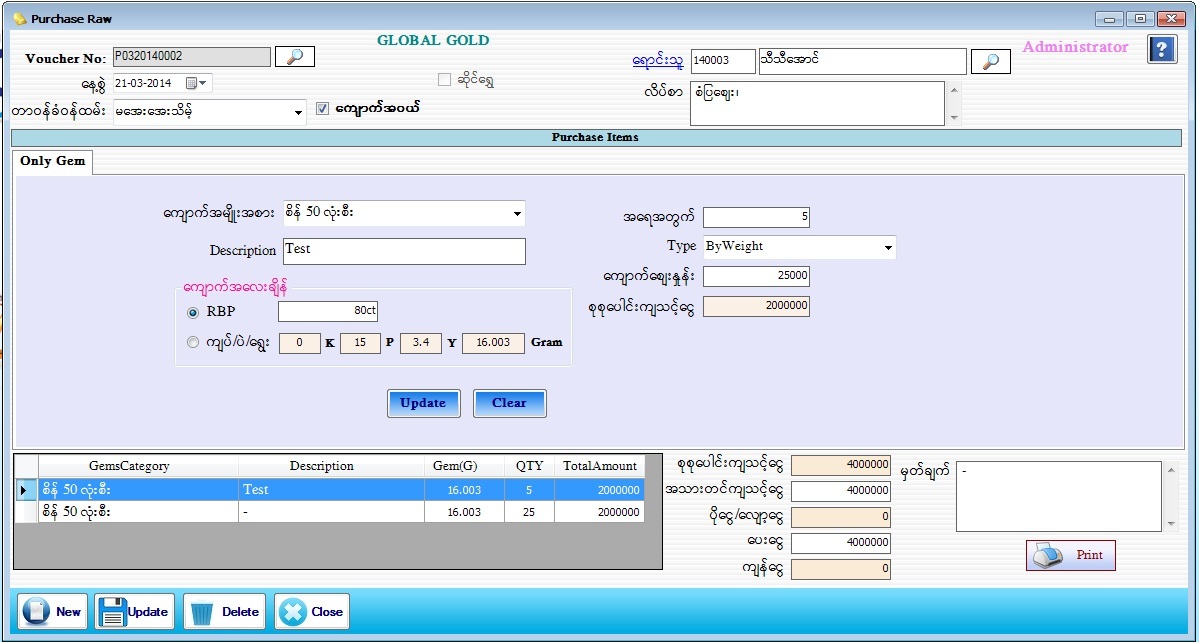 Purchase Raw
GLOBAL GOLD
Administrator
?
Voucher No: P0320140002
ရောင်းသူ 140003 သီသီအောင်
နေ့စွဲ 21-03-2014
ဆိုင်ရွှေ
လိပ်စာ စံပြဈေး၊
တာဝန်ခံဝန်ထမ်း မအေးအေးသိမ့်
ကျောက်အဝယ်
Purchase Items
Only Gem
ကျောက်အမျိုးအစား စိန် 50 လုံးစီး
အရေအတွက် 5
Description Test
Type ByWeight
ကျောက်ဈေးနှုန်း 25000
ကျောက်အလေးချိန်
RBP 80ct
စုစုပေါင်းကျသင့်ငွေ 2000000
ကျပ်/ပဲ/ရွေး 0 K 15 P 3.4 Y 16.003 Gram
Update Clear
GemsCategory Description Gem(G) QTY TotalAmount
စိန် 50 လုံးစီး Test 16.003 5 2000000
စိန် 50 လုံးစီး - 16.003 25 2000000
စုစုပေါင်းကျသင့်ငွေ 4000000
အသားတင်ကျသင့်ငွေ 4000000
ပိုငွေ/လျော့ငွေ 0
ပေးငွေ 4000000
ကျန်ငွေ 0
မှတ်ချက် -
Print
New Update Delete Close